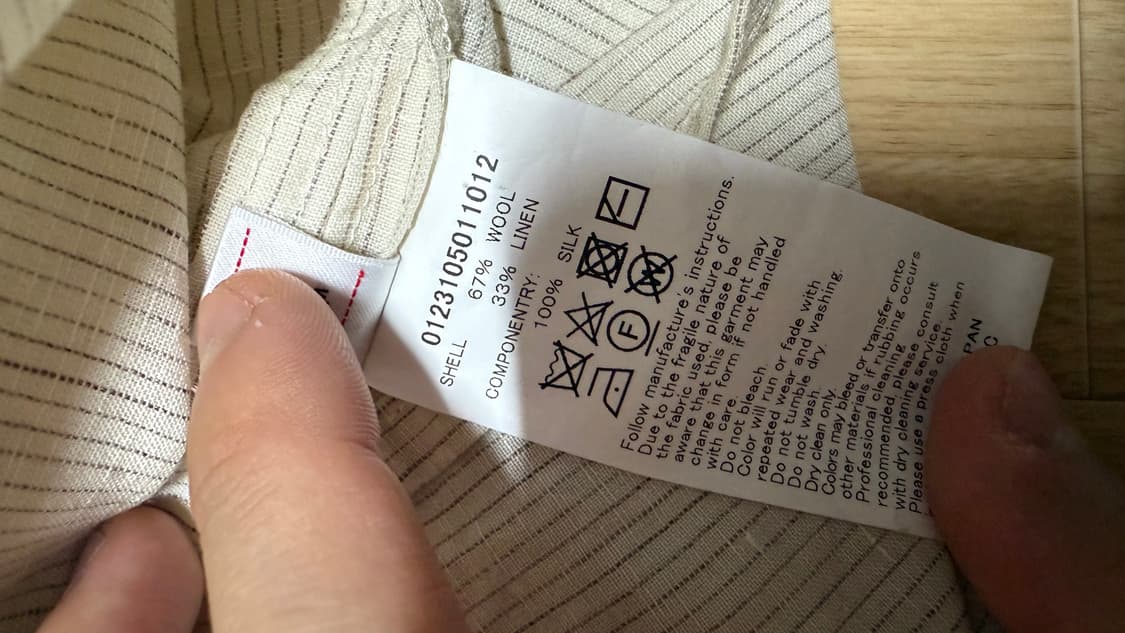 012310501 1012
SHELL 67% WOOL
33% LINEN
COMPONENTRY:
100% SILK
F
W
Follow manufacture's instructions.
Due to the fragile nature of
the fabric used, please be
aware that this garment may
change in form if not handled
with care.
Do not bleach.
Color will run or fade with
repeated wear and washing.
Do not tumble dry.
Do not wash.
Dry clean only.
Colors may bleed or transfer onto
other materials if rubbing occurs
Professional cleaning
recommended, please consult
with dry cleaning service.
Please use a press cloth when